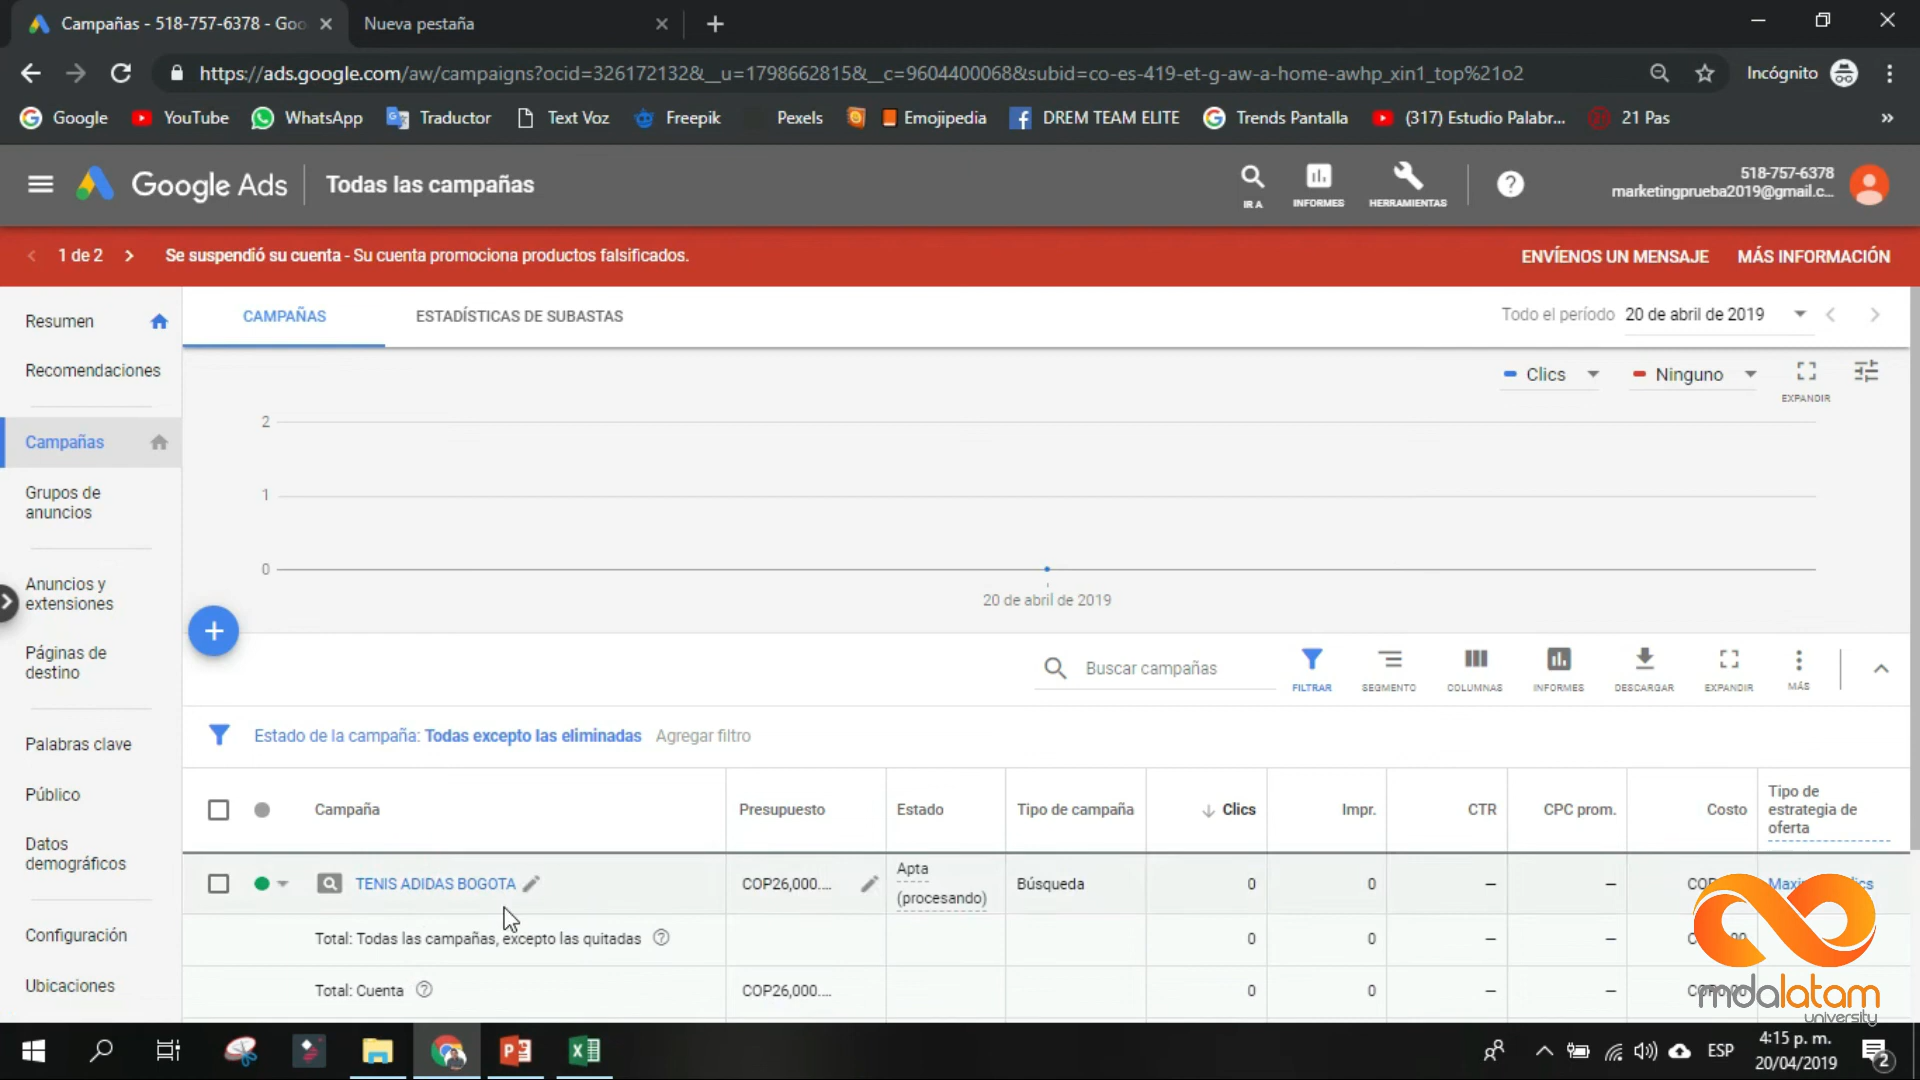 Campañas - 518-757-6378 - Goo
Nueva pestaña
https://ads.google.com/aw/campaigns?ocid=326172132&__u=1798662815&__c=9604400068&subid=co-es-419-et-g-aw-a-home-awhp_xin1_top%21o2
Incógnito
Google
YouTube
WhatsApp
Traductor
Text Voz
Freepik
Pexels
Emojipedia
DREM TEAM ELITE
Trends Pantalla
(317) Estudio Palabr...
21 Pas
»
Google Ads
Todas las campañas
IR A
INFORMES
HERRAMIENTAS
518-757-6378
marketingprueba2019@gmail.c...
1 de 2
Se suspendió su cuenta - Su cuenta promociona productos falsificados.
ENVÍENOS UN MENSAJE
MÁS INFORMACIÓN
Resumen
Recomendaciones
Campañas
Grupos de
anuncios
Anuncios y
extensiones
Páginas de
destino
Palabras clave
Público
Datos
demográficos
Configuración
Ubicaciones
CAMPAÑAS
ESTADÍSTICAS DE SUBASTAS
Todo el período
20 de abril de 2019
Clics
Ninguno
EXPANDIR
2
1
0
20 de abril de 2019
Buscar campañas
FILTRAR
SEGMENTO
COLUMNAS
INFORMES
DESCARGAR
EXPANDIR
MÁS
Estado de la campaña: Todas excepto las eliminadas
Agregar filtro
Campaña
Presupuesto
Estado
Tipo de campaña
Clics
Impr.
CTR
CPC prom.
Costo
Tipo de
estrategia de
oferta
TENIS ADIDAS BOGOTA
COP26,000....
Apta
(procesando)
Búsqueda
0
0
–
–
Total: Todas las campañas, excepto las quitadas
0
0
–
–
Total: Cuenta
COP26,000....
0
0
–
–
mdalatam
university
ESP
4:15 p. m.
20/04/2019
2